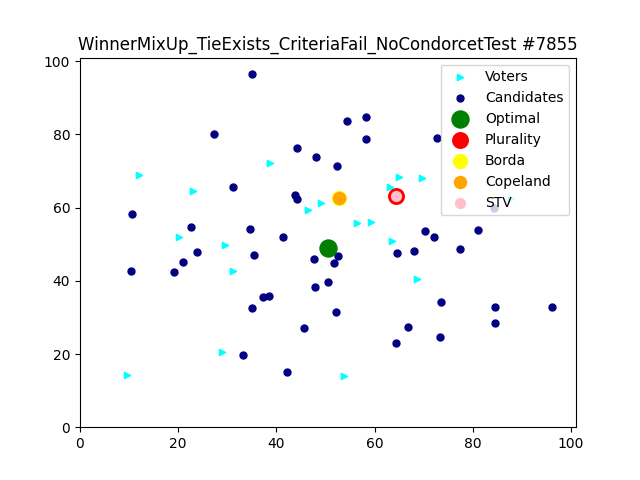 WinnerMixUp_TieExists_CriteriaFail_NoCondorcetTest #7855
100
80
60
40
20
0
0
20
40
60
80
100
Voters
Candidates
Optimal
Plurality
Borda
Copeland
STV